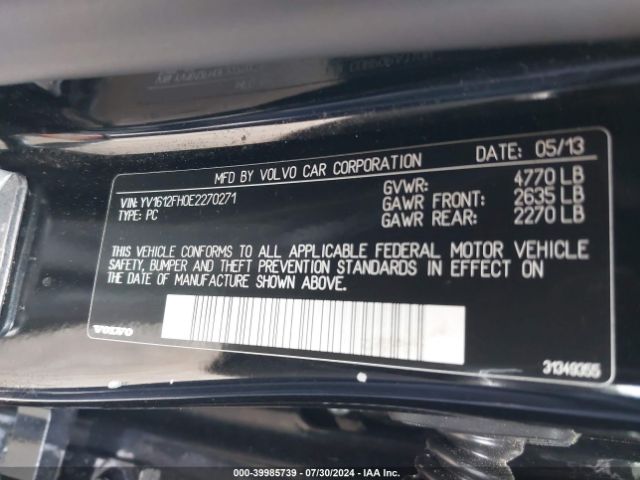 MFD BY VOLVO CAR CORPORATION
DATE: 05/13
VIN: YV1612FH0E2270271
TYPE: PC
GVWR: 4770 LB
GAWR FRONT: 2635 LB
GAWR REAR: 2270 LB
THIS VEHICLE CONFORMS TO ALL APPLICABLE FEDERAL MOTOR VEHICLE
SAFETY, BUMPER AND THEFT PREVENTION STANDARDS IN EFFECT ON
THE DATE OF MANUFACTURE SHOWN ABOVE.
VOLVO
31349355
000-39985739 / 07/30/2024 - IAA Inc.